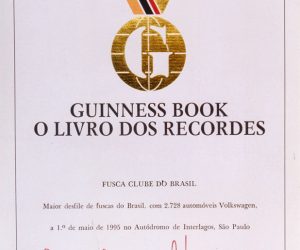 G
GUINNESS BOOK
O LIVRO DOS RECORDES
FUSCA CLUBE DO BRASIL
Maior desfile de fuscas do Brasil. com 2.728 automóveis Volkswagen,
a 1.º de maio de 1995 no Autódromo de Interlagos, São Paulo